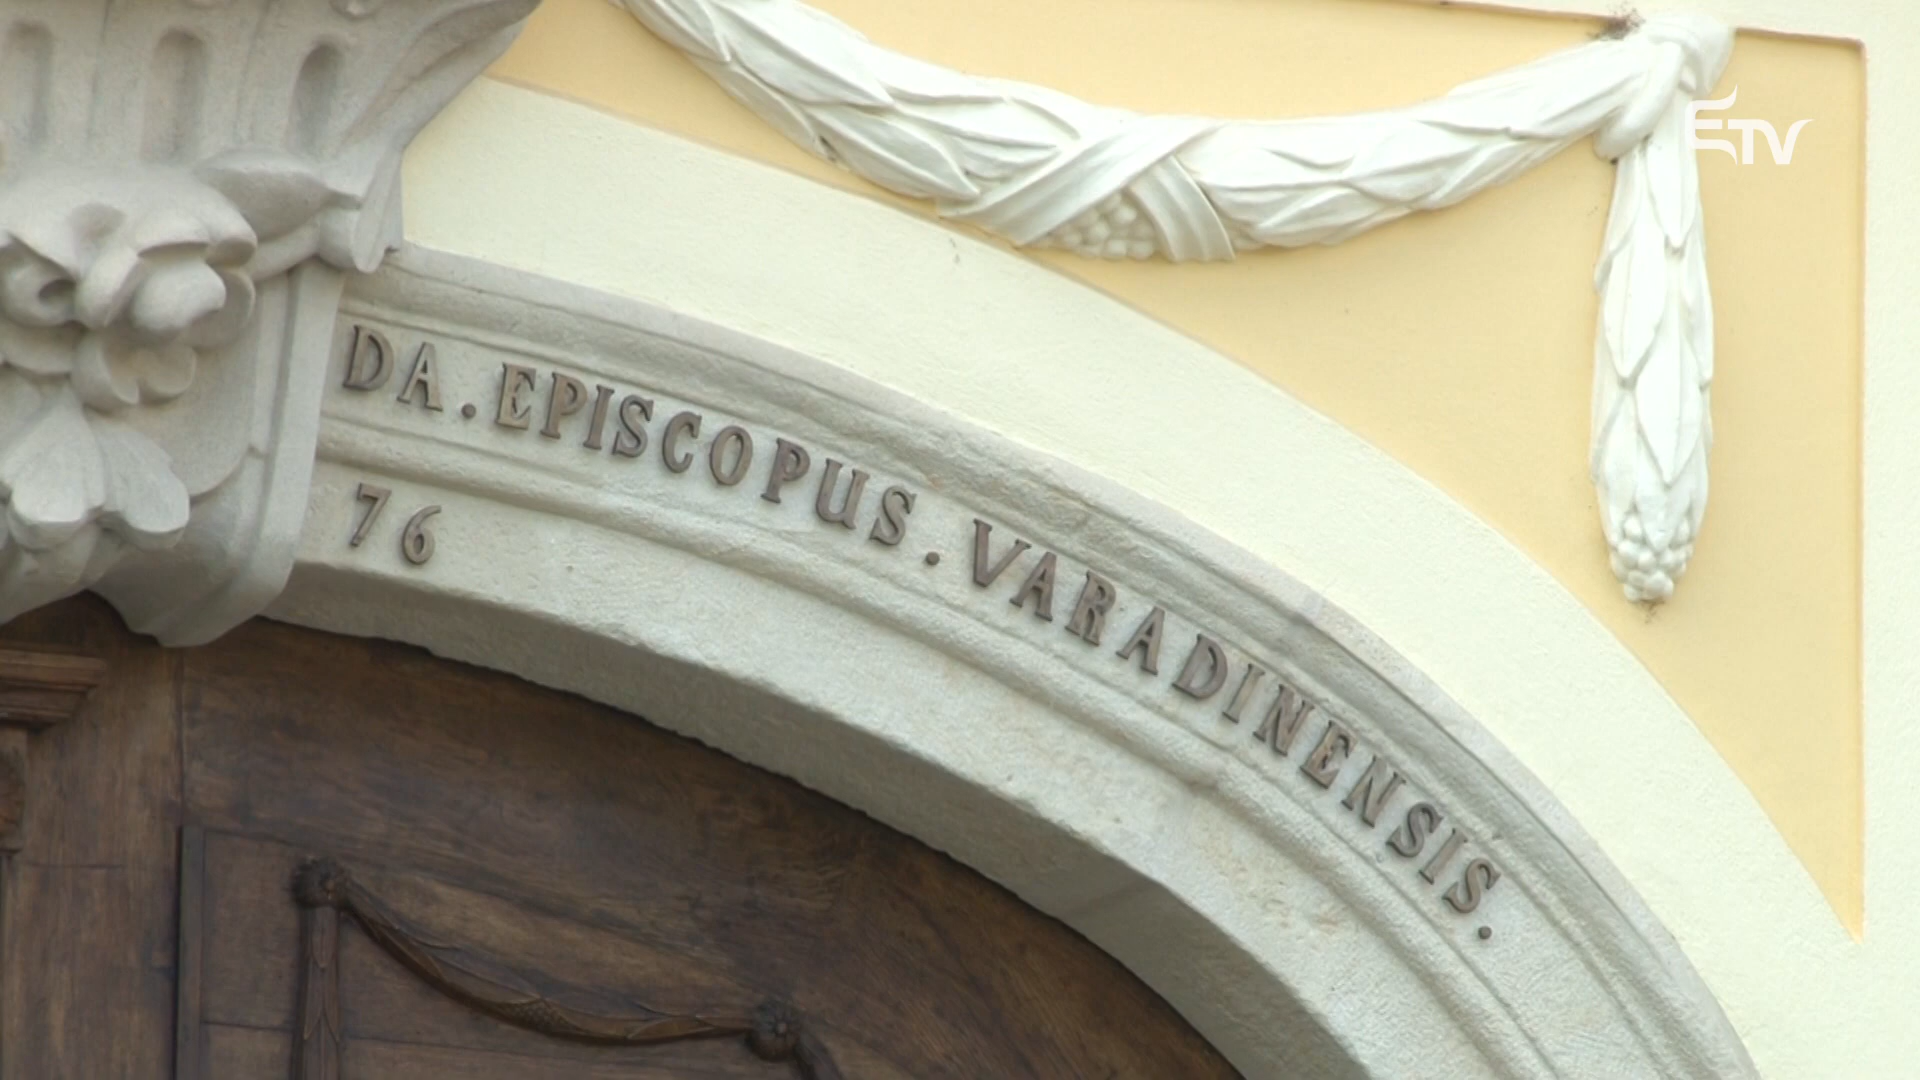 DA . EPISCOPUS . VARADINENSIS .
76
ETV